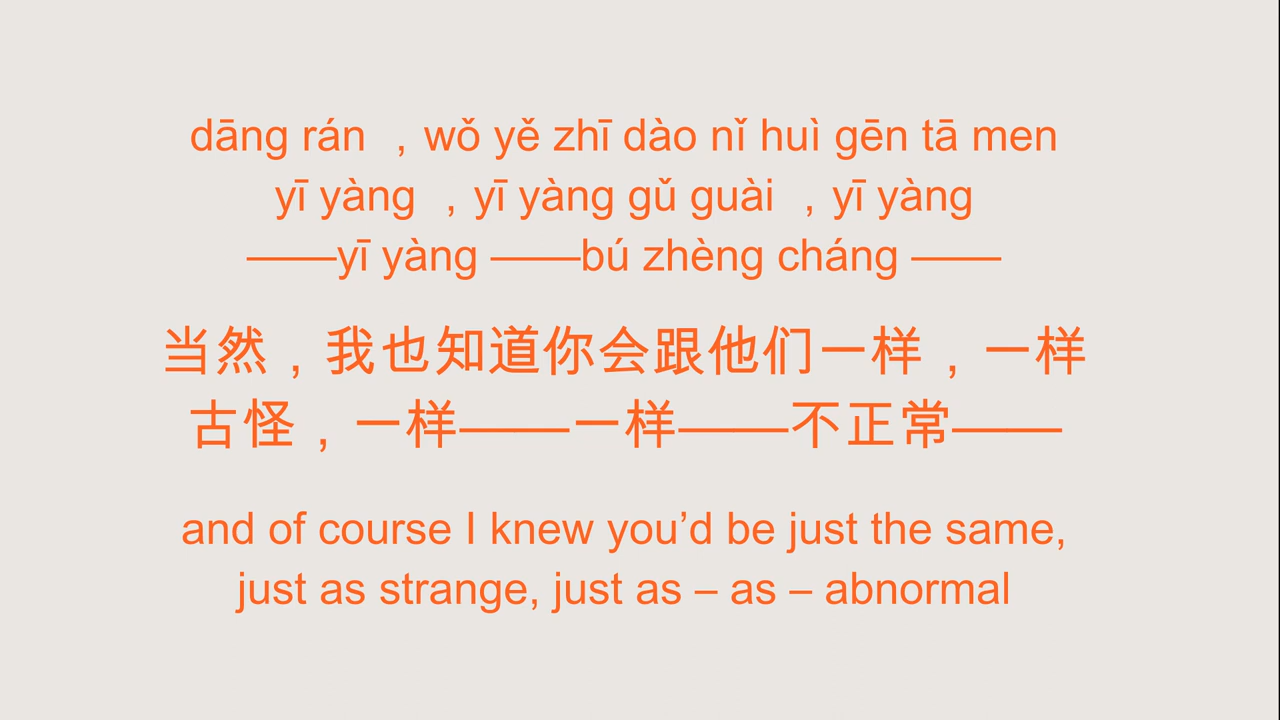 dāng rán ，wǒ yě zhī dào nǐ huì gēn tā men
yī yàng ，yī yàng gǔ guài ，yī yàng
——yī yàng ——bú zhèng cháng ——
当然，我也知道你会跟他们一样，一样
古怪，一样——一样——不正常——
and of course I knew you’d be just the same,
just as strange, just as – as – abnormal